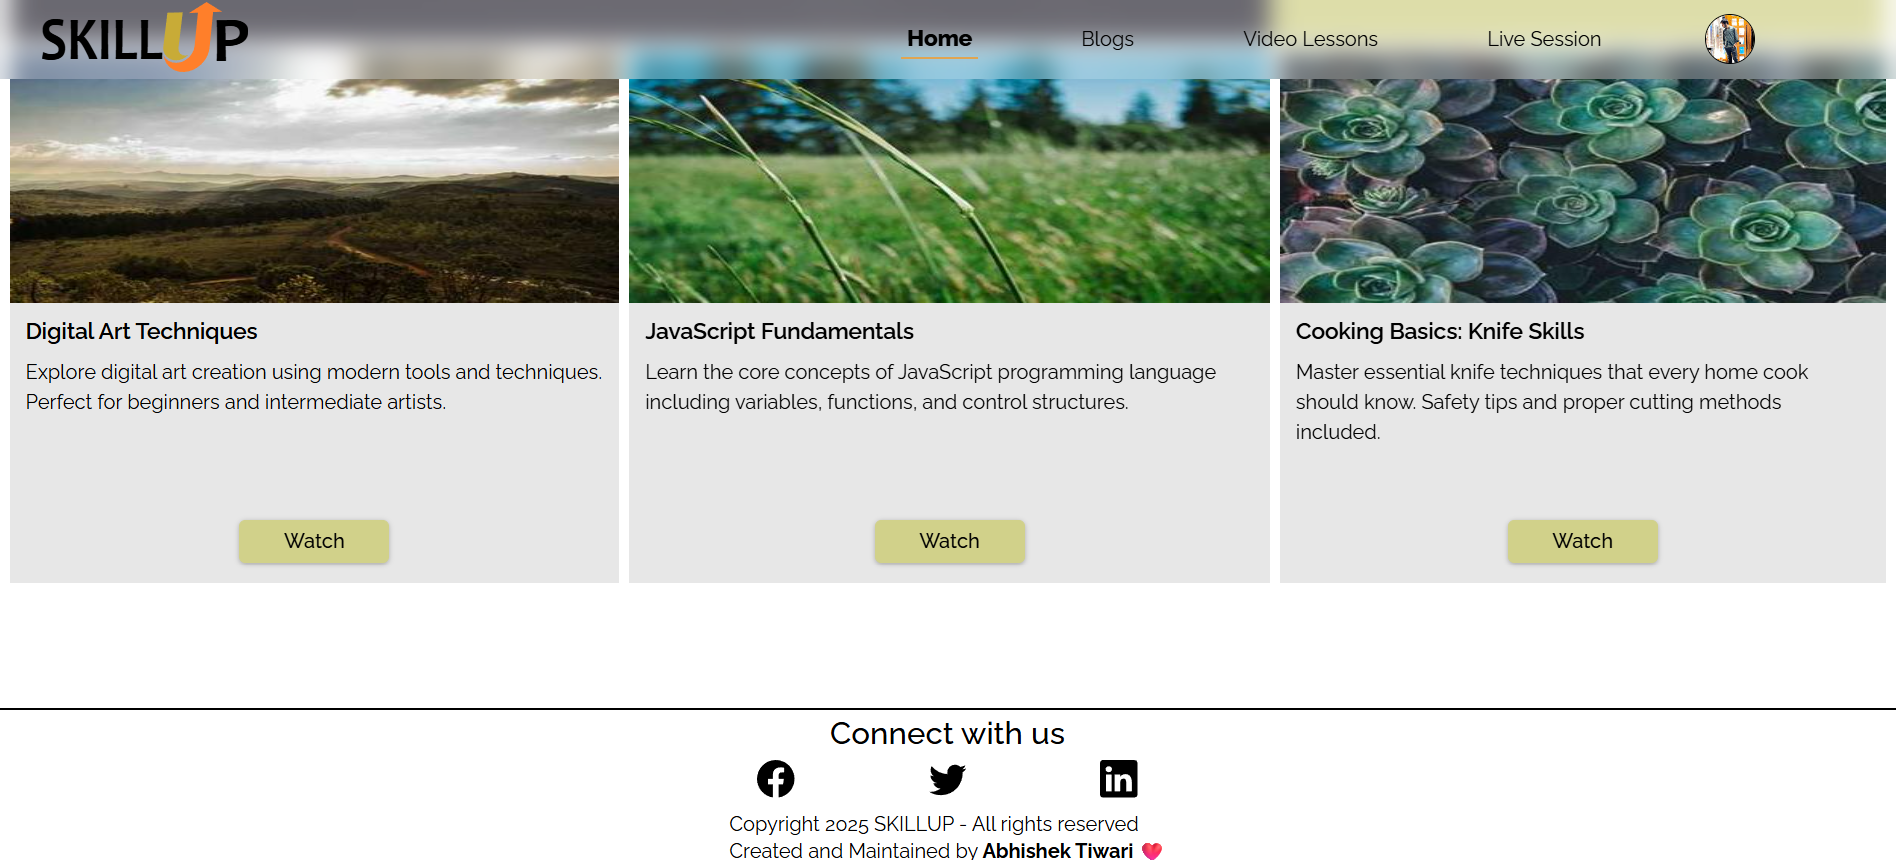 SKILLUP
Home
Blogs
Video Lessons
Live Session
Digital Art Techniques
Explore digital art creation using modern tools and techniques.
Perfect for beginners and intermediate artists.
Watch
JavaScript Fundamentals
Learn the core concepts of JavaScript programming language
including variables, functions, and control structures.
Watch
Cooking Basics: Knife Skills
Master essential knife techniques that every home cook
should know. Safety tips and proper cutting methods
included.
Watch
Connect with us
Copyright 2025 SKILLUP - All rights reserved
Created and Maintained by Abhishek Tiwari